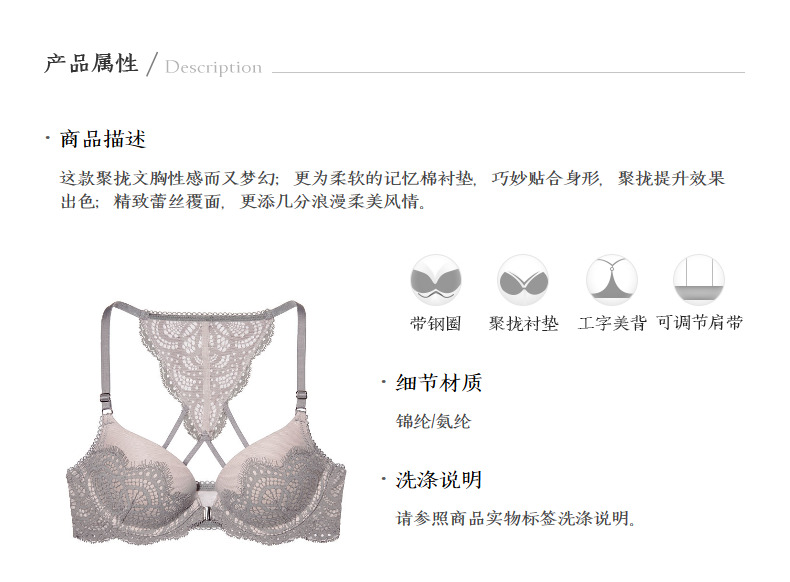 产品属性 / Description
· 商品描述
这款聚拢文胸性感而又梦幻；更为柔软的记忆棉衬垫，巧妙贴合身形，聚拢提升效果
出色；精致蕾丝覆面，更添几分浪漫柔美风情。
带钢圈 聚拢衬垫 工字美背 可调节肩带
· 细节材质
锦纶/氨纶
· 洗涤说明
请参照商品实物标签洗涤说明。